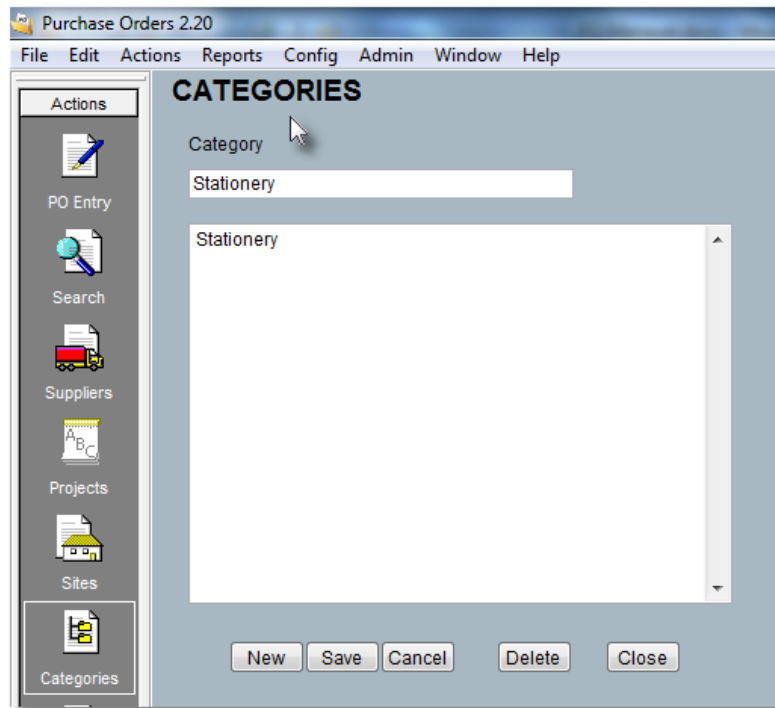 Purchase Orders 2.20
File Edit Actions Reports Config Admin Window Help
Actions
PO Entry
Search
Suppliers
ABC
Projects
Sites
Categories
CATEGORIES
Category
Stationery
Stationery
New Save Cancel Delete Close